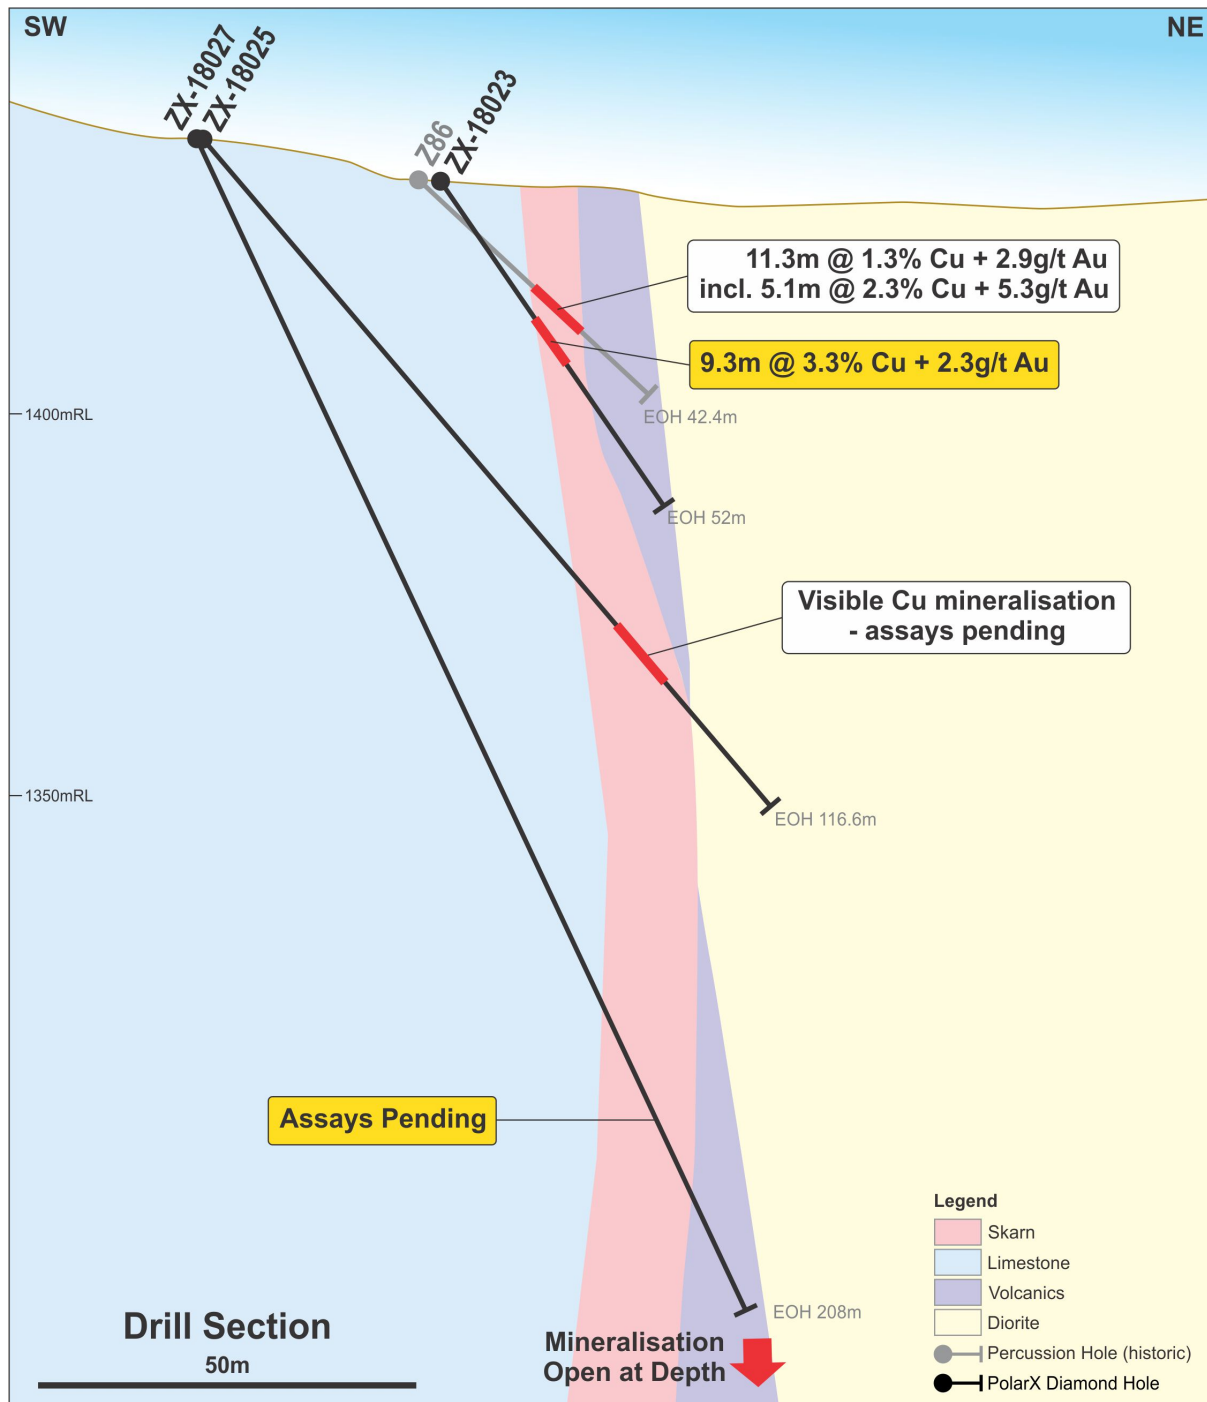 SW
NE
ZX-18027
ZX-18025
Z86
ZX-18023
11.3m @ 1.3% Cu + 2.9g/t Au
incl. 5.1m @ 2.3% Cu + 5.3g/t Au
9.3m @ 3.3% Cu + 2.3g/t Au
1400mRL
EOH 42.4m
EOH 52m
Visible Cu mineralisation
- assays pending
1350mRL
EOH 116.6m
Assays Pending
EOH 208m
Drill Section
50m
Mineralisation
Open at Depth
Legend
Skarn
Limestone
Volcanics
Diorite
Percussion Hole (historic)
PolarX Diamond Hole